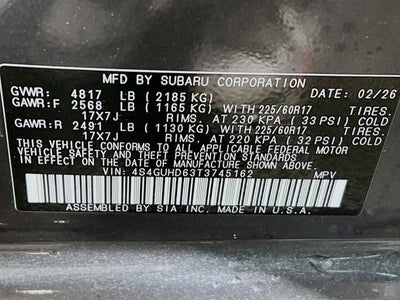 MFD BY SUBARU CORPORATION 02/26
GVWR: 4817 LB (2185 KG)
GAWR:F 2568 LB (1165 KG) WITH 225/60R17 TIRES.
17X7J RIMS, AT 230 KPA (33 PSI) COLD
GAWR:R 2491 LB (1130 KG) WITH 225/60R17 TIRES.
17X7J RIMS, AT 220 KPA (32 PSI) COLD
THIS VEHICLE CONFORMS TO ALL APPLICABLE FEDERAL MOTOR
VEHICLE SAFETY AND THEFT PREVENTION STANDARDS
IN EFFECT ON THE DATE OF MANUFACTURE SHOWN ABOVE.
VIN: 4S4GUHD63T3745162 MPV
ASSEMBLED BY SIA INC. MADE IN U.S.A.